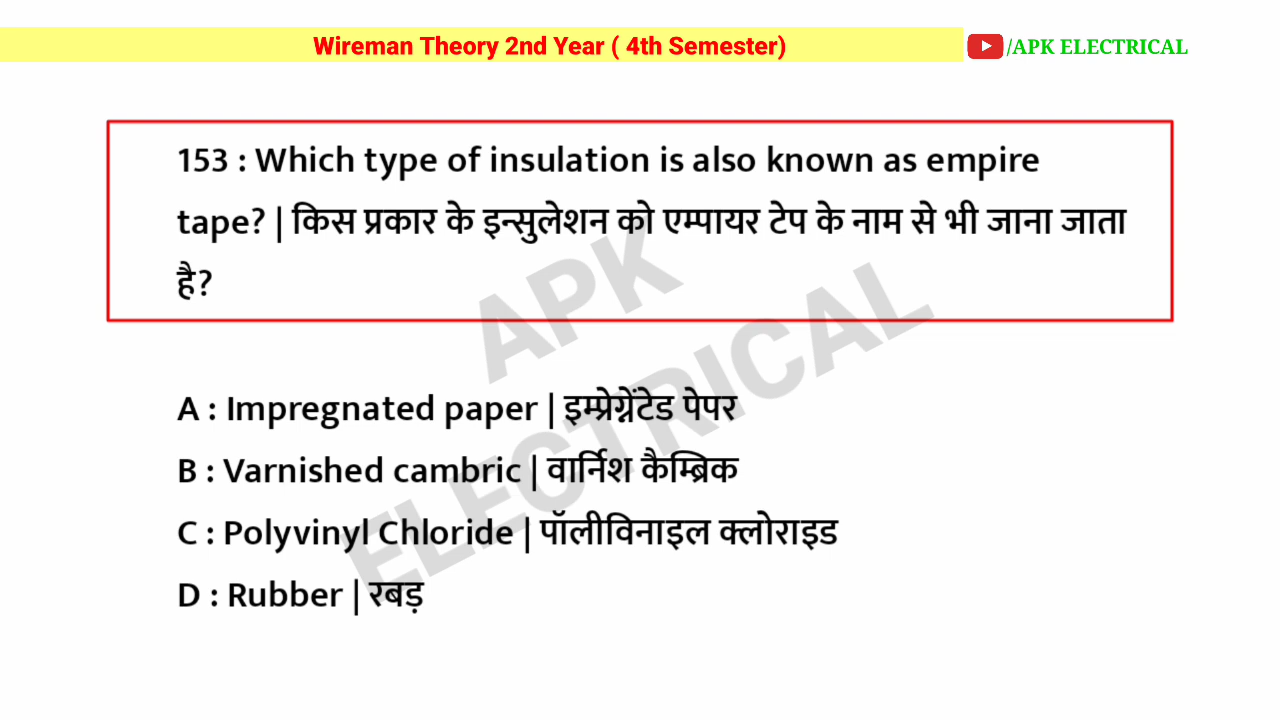 Wireman Theory 2nd Year ( 4th Semester)
/APK ELECTRICAL
153 : Which type of insulation is also known as empire
tape? | किस प्रकार के इन्सुलेशन को एम्पायर टेप के नाम से भी जाना जाता
है?
APK
ELECTRICAL
A : Impregnated paper | इम्प्रेग्नेंटेड पेपर
B : Varnished cambric | वार्निश कैम्ब्रिक
C : Polyvinyl Chloride | पॉलीविनाइल क्लोराइड
D : Rubber | रबड़